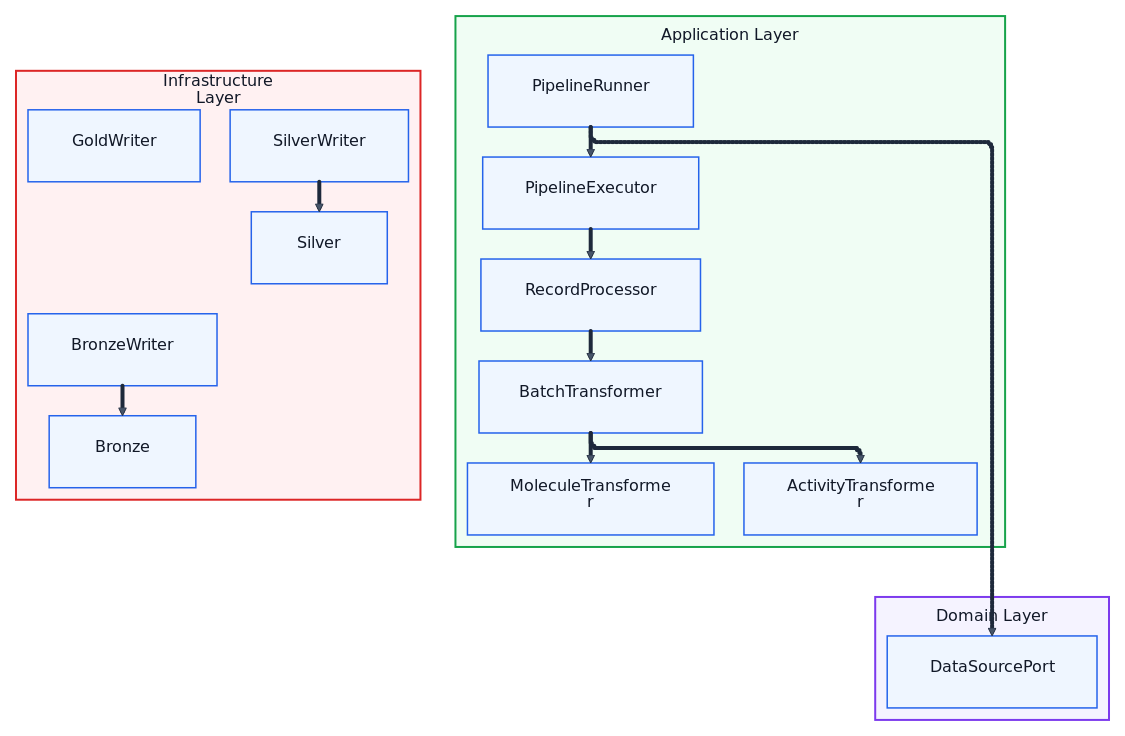 Infrastructure
Layer
GoldWriter
SilverWriter
Silver
BronzeWriter
Bronze
Application Layer
PipelineRunner
PipelineExecutor
RecordProcessor
BatchTransformer
MoleculeTransforme
r
ActivityTransforme
r
Domain Layer
DataSourcePort